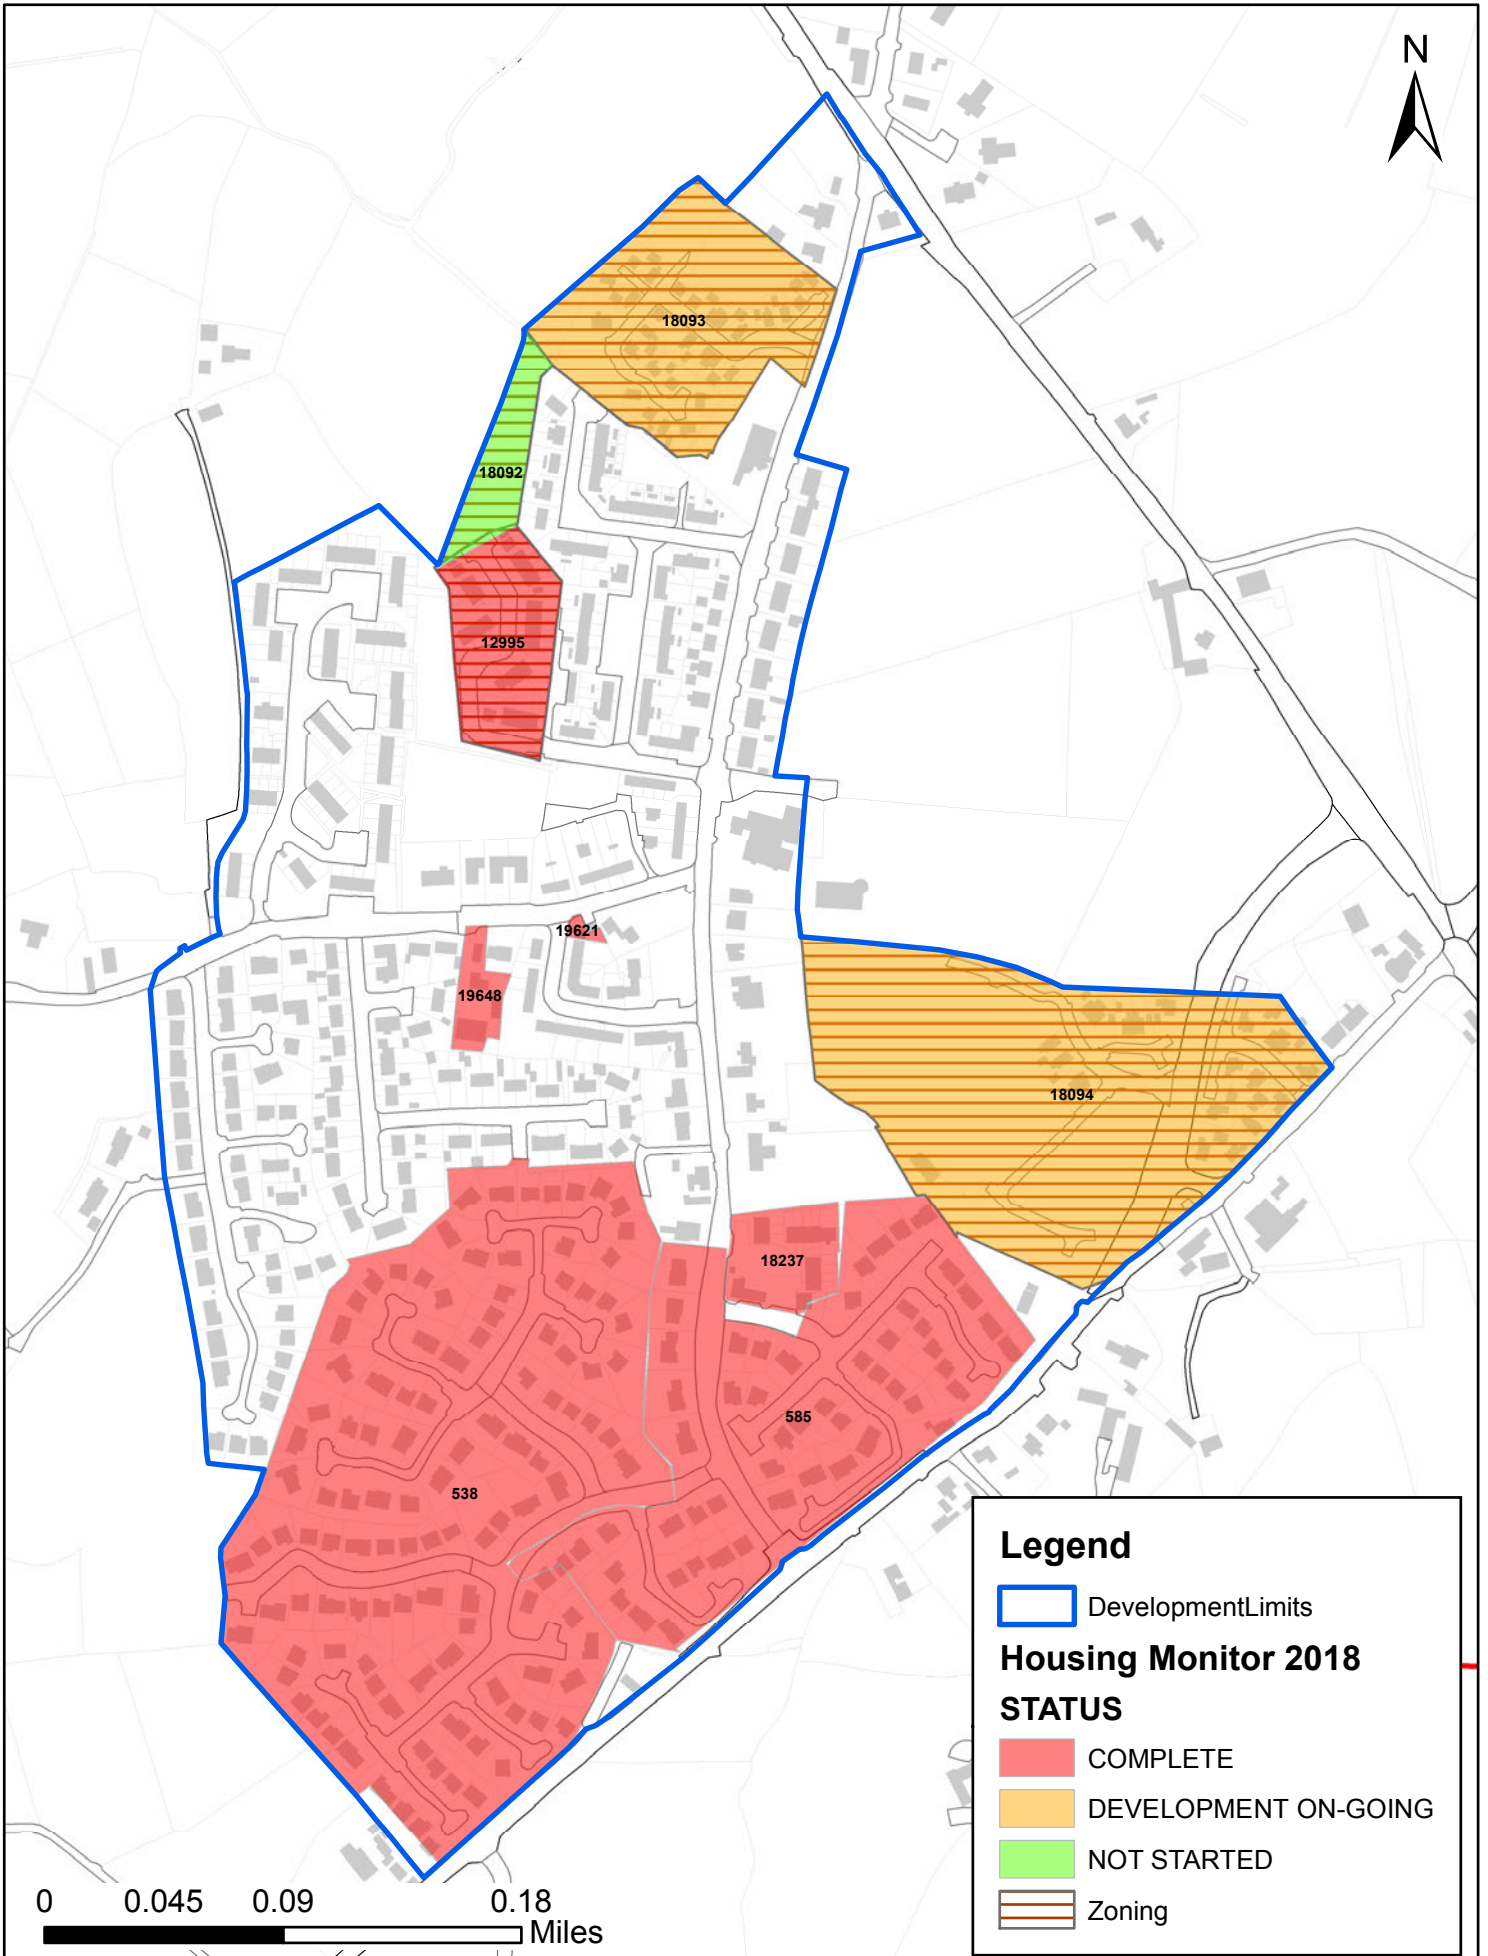 N
18093
18092
12995
19621
19648
18094
18237
585
538
Legend
DevelopmentLimits
Housing Monitor 2018
STATUS
COMPLETE
DEVELOPMENT ON-GOING
NOT STARTED
Zoning
0 0.045 0.09 0.18
Miles